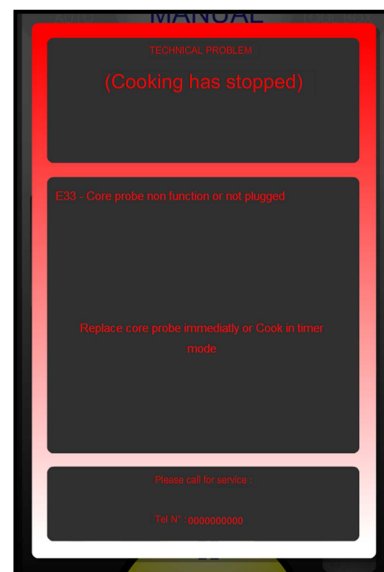 MANUAL
TECHNICAL PROBLEM
(Cooking has stopped)
E33 - Core probe non function or not plugged
Replace core probe immediatly or Cook in timer
mode
Please call for service :
Tel N° : 0000000000